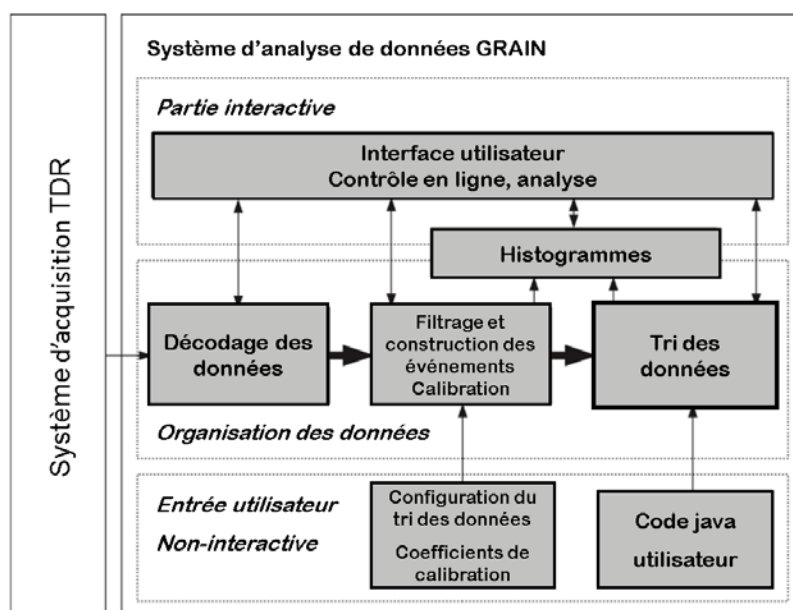 Système d'acquisition TDR
Système d'analyse de données GRAIN
Partie interactive
Interface utilisateur
Contrôle en ligne, analyse
Histogrammes
Décodage des
données
Filtrage et
construction des
événements
Calibration
Tri des
données
Organisation des données
Entrée utilisateur
Non-interactive
Configuration du
tri des données
Coefficients de
calibration
Code java
utilisateur